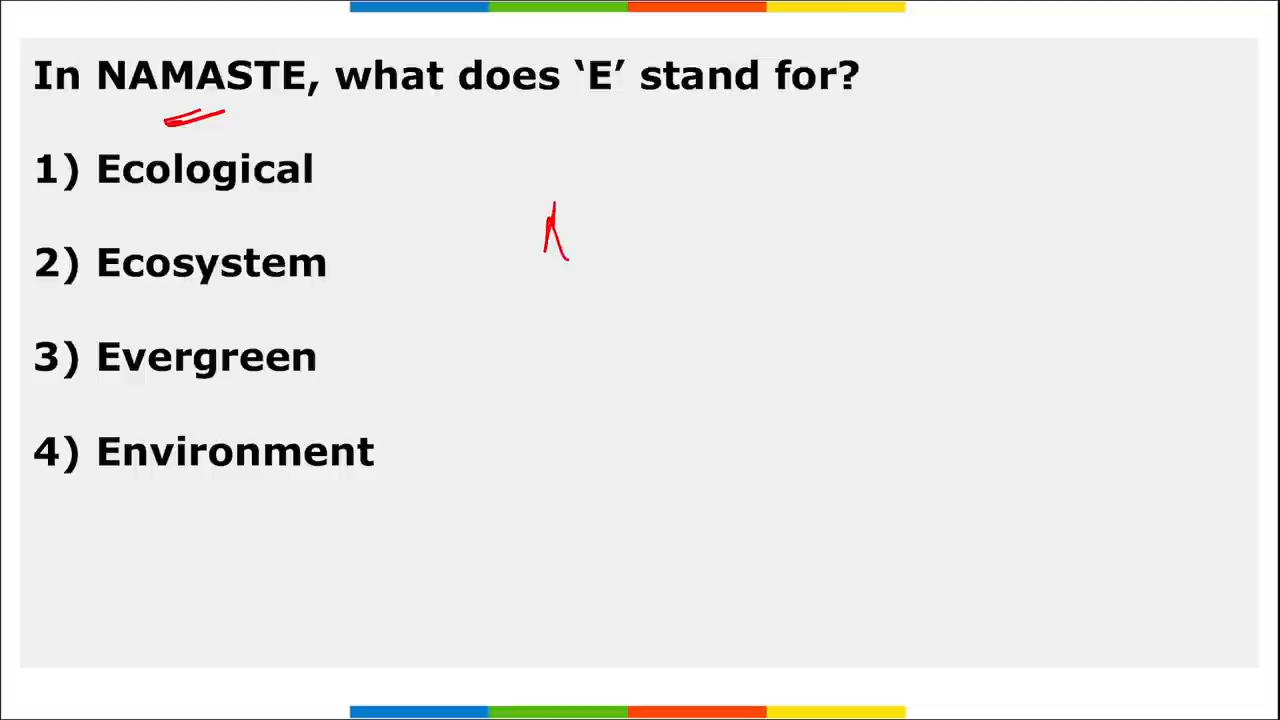 In NAMASTE, what does ‘E’ stand for?
1) Ecological
2) Ecosystem
3) Evergreen
4) Environment